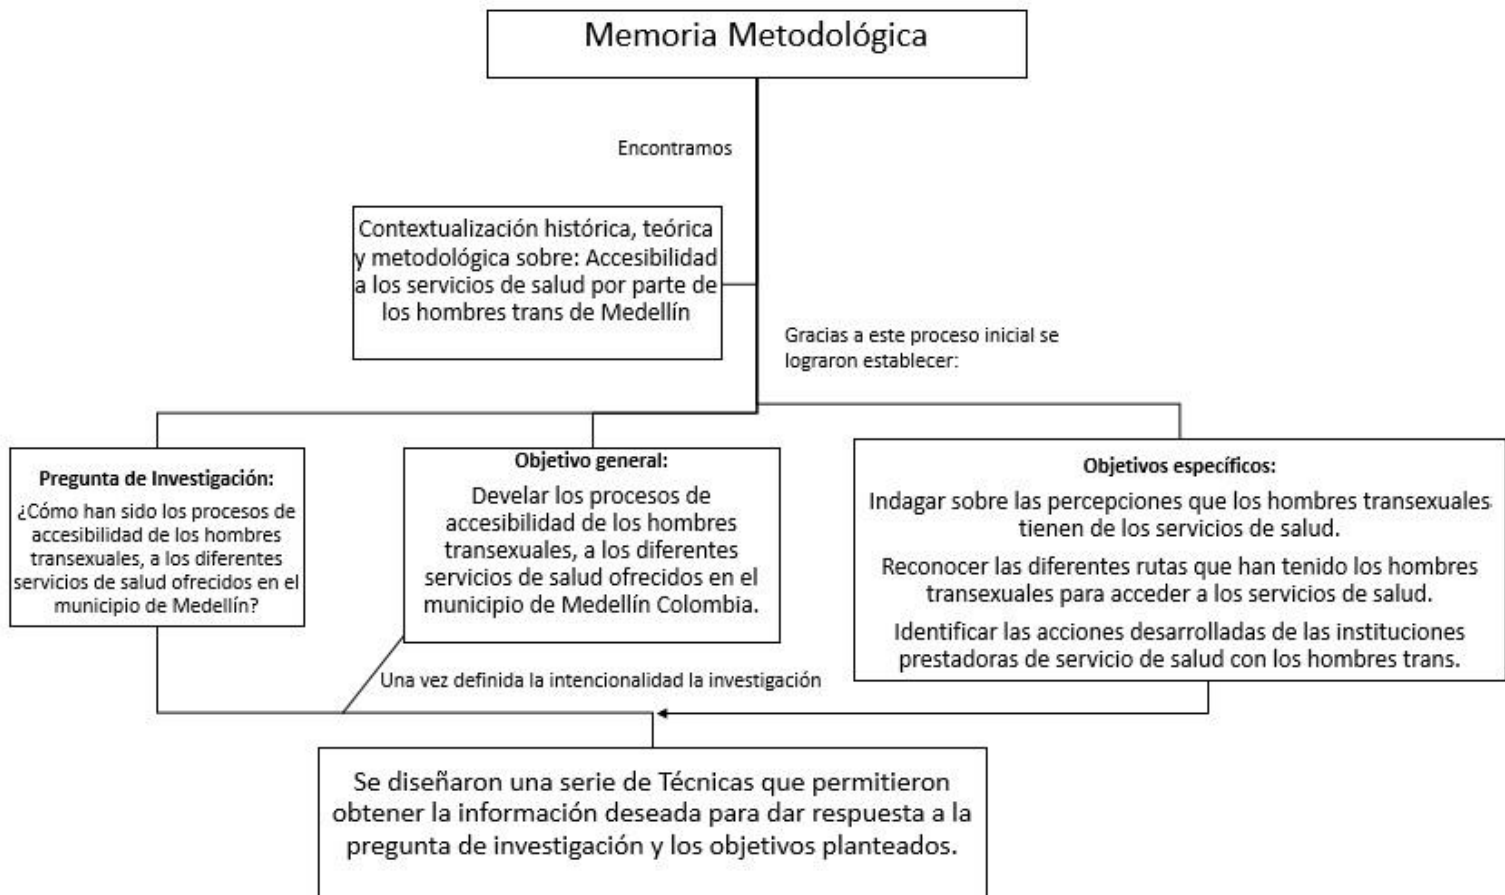 Memoria Metodológica
Encontramos
Contextualización histórica, teórica
y metodológica sobre: Accesibilidad
a los servicios de salud por parte de
los hombres trans de Medellín
Gracias a este proceso inicial se
lograron establecer:
Pregunta de Investigación:
¿Cómo han sido los procesos de
accesibilidad de los hombres
transexuales, a los diferentes
servicios de salud ofrecidos en el
municipio de Medellín?
Objetivo general:
Develar los procesos de
accesibilidad de los hombres
transexuales, a los diferentes
servicios de salud ofrecidos en el
municipio de Medellín Colombia.
Objetivos específicos:
Indagar sobre las percepciones que los hombres transexuales
tienen de los servicios de salud.
Reconocer las diferentes rutas que han tenido los hombres
transexuales para acceder a los servicios de salud.
Identificar las acciones desarrolladas de las instituciones
prestadoras de servicio de salud con los hombres trans.
Una vez definida la intencionalidad la investigación
Se diseñaron una serie de Técnicas que permitieron
obtener la información deseada para dar respuesta a la
pregunta de investigación y los objetivos planteados.